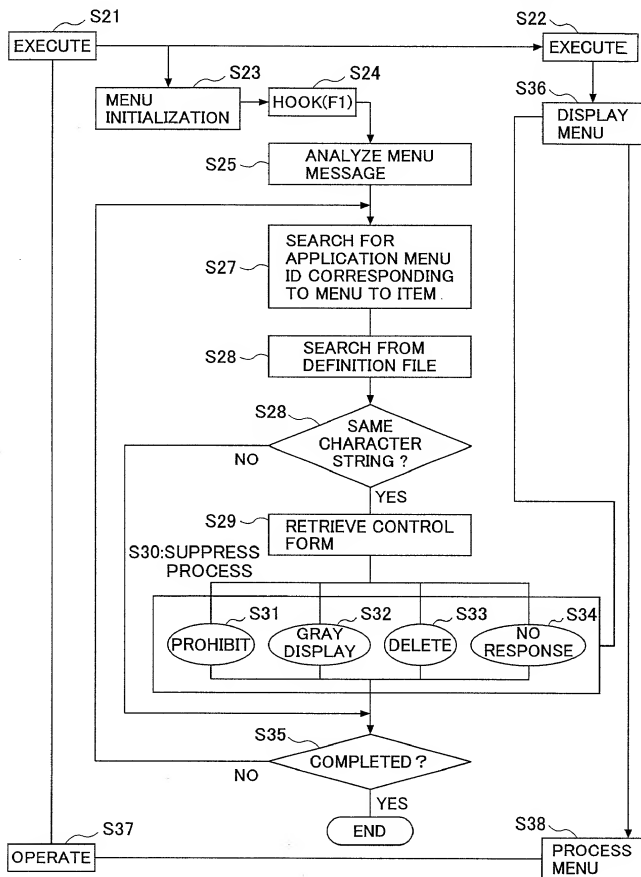 S21
EXECUTE
S22
EXECUTE
S23
MENU
INITIALIZATION
S24
HOOK(F1)
S36
DISPLAY
MENU
S25
ANALYZE MENU
MESSAGE
S27
SEARCH FOR
APPLICATION MENU
ID CORRESPONDING
TO MENU TO ITEM
S28
SEARCH FROM
DEFINITION FILE
S28
SAME
CHARACTER
STRING ?
NO
YES
S29
RETRIEVE CONTROL
FORM
S30:SUPPRESS
PROCESS
S31
PROHIBIT
S32
GRAY
DISPLAY
S33
DELETE
S34
NO
RESPONSE
S35
COMPLETED ?
NO
YES
END
S37
OPERATE
S38
PROCESS
MENU